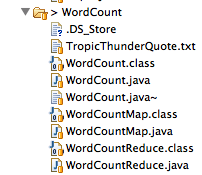 > WordCount
.DS_Store
TropicThunderQuote.txt
WordCount.class
WordCount.java
WordCount.java~
WordCountMap.class
WordCountMap.java
WordCountReduce.class
WordCountReduce.java